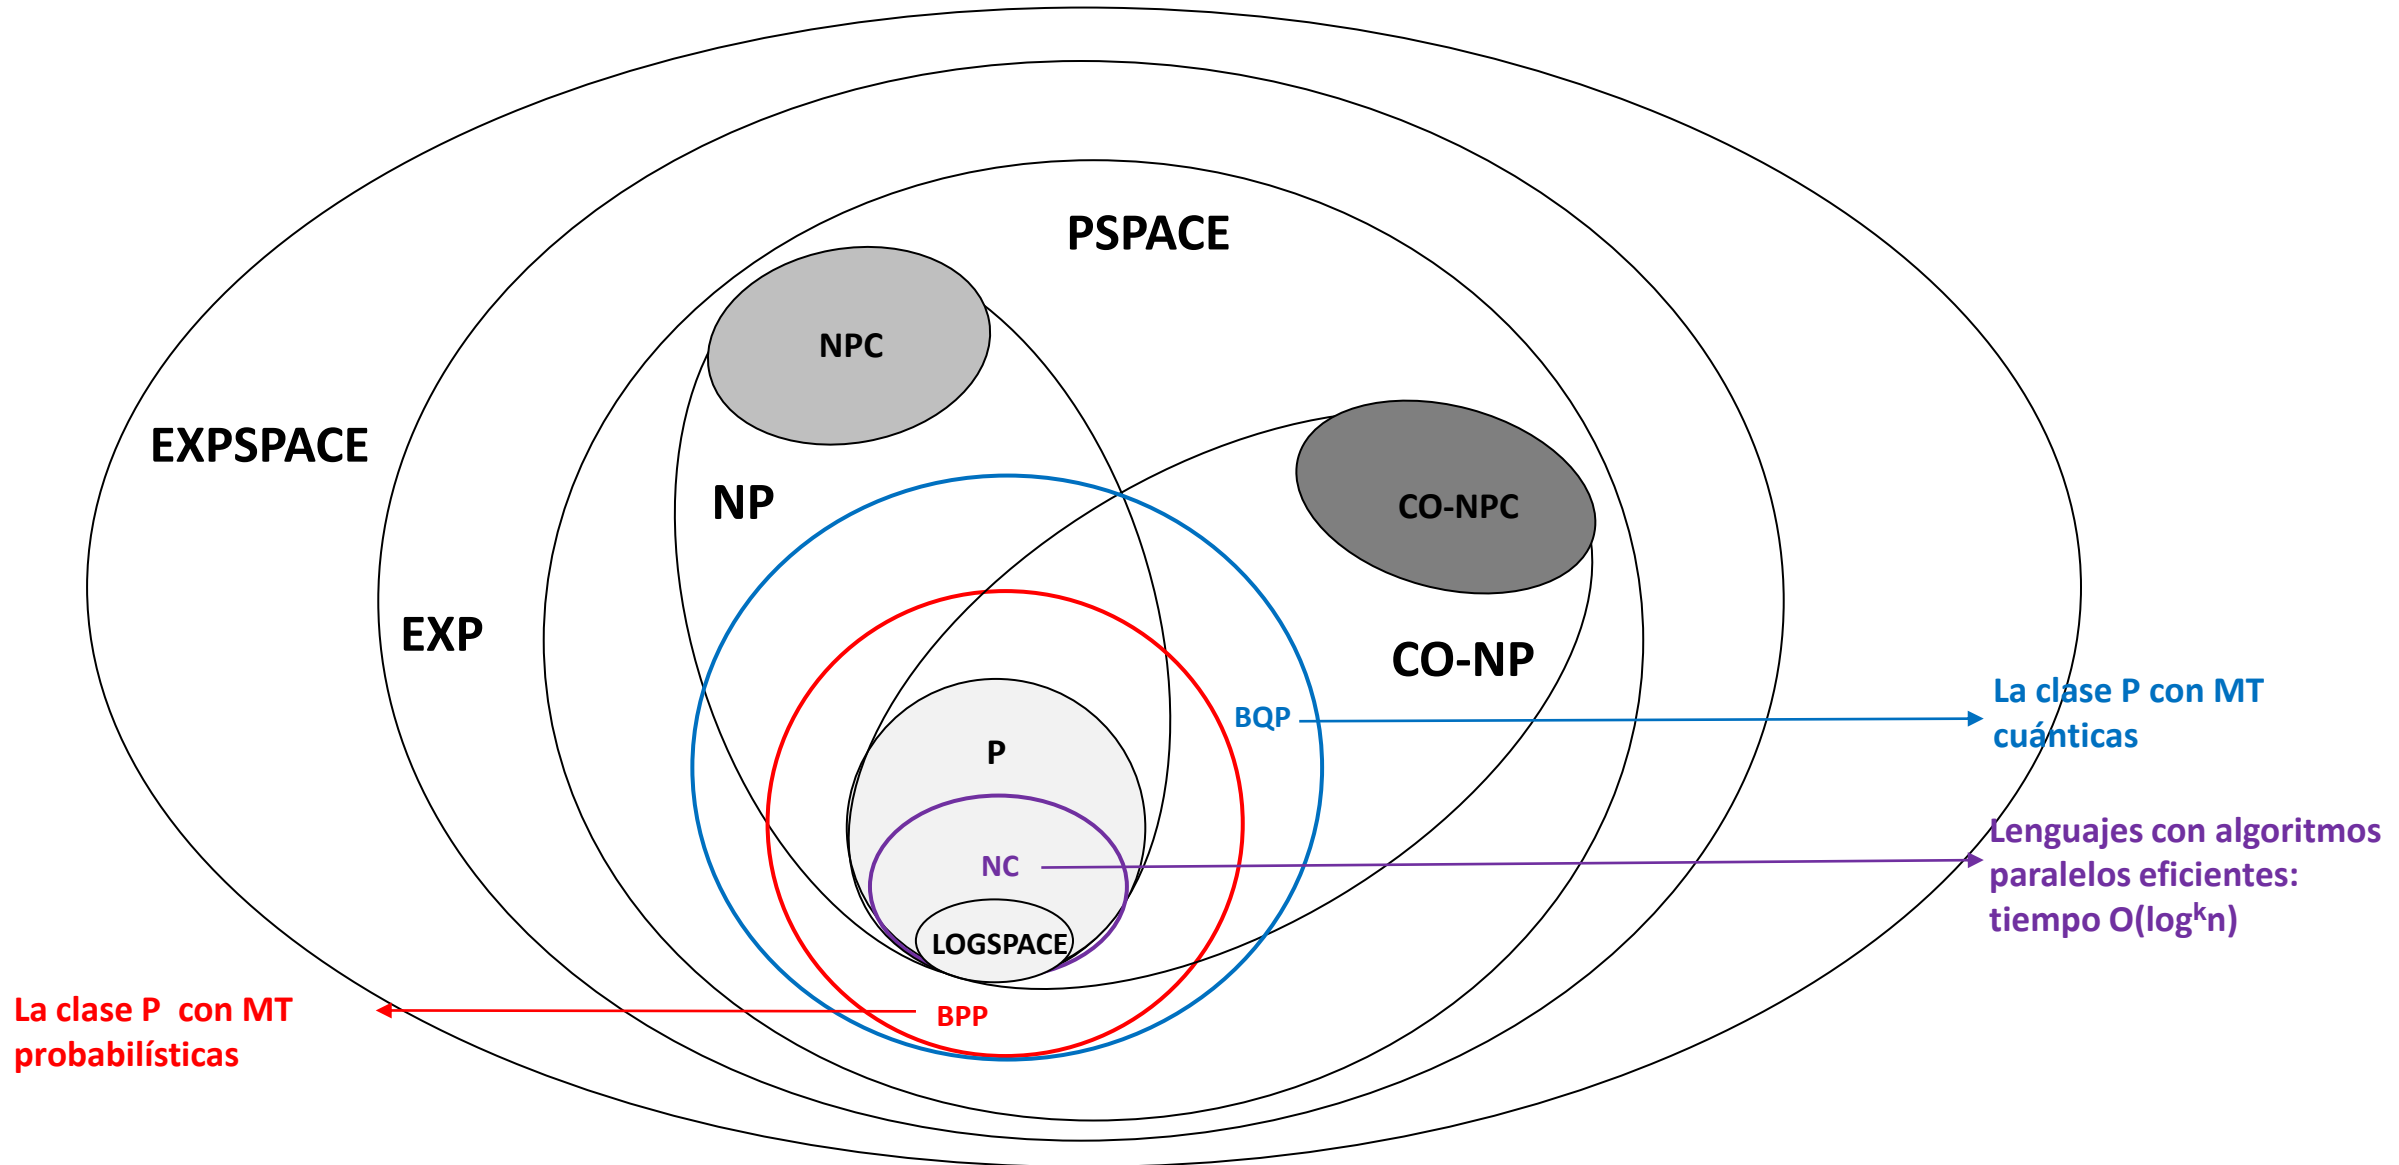 PSPACE
NPC
EXPSPACE
NP
CO-NPC
EXP
CO-NP
BQP
La clase P con MT
cuánticas
P
NC
Lenguajes con algoritmos
paralelos eficientes:
tiempo O(logᵏn)
LOGSPACE
BPP
La clase P con MT
probabilísticas